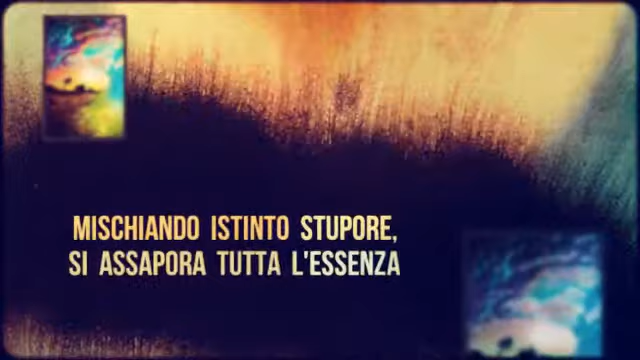 MISCHIANDO ISTINTO STUPORE,
SI ASSAPORA TUTTA L'ESSENZA